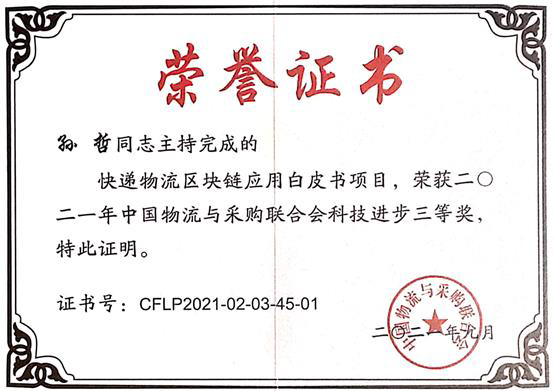 荣誉证书
孙 哲同志主持完成的
快递物流区块链应用白皮书项目，荣获二〇
二一年中国物流与采购联合会科技进步三等奖，
特此证明。
证书号：CFLP2021-02-03-45-01
中国物流与采购联合会
二〇二一年九月